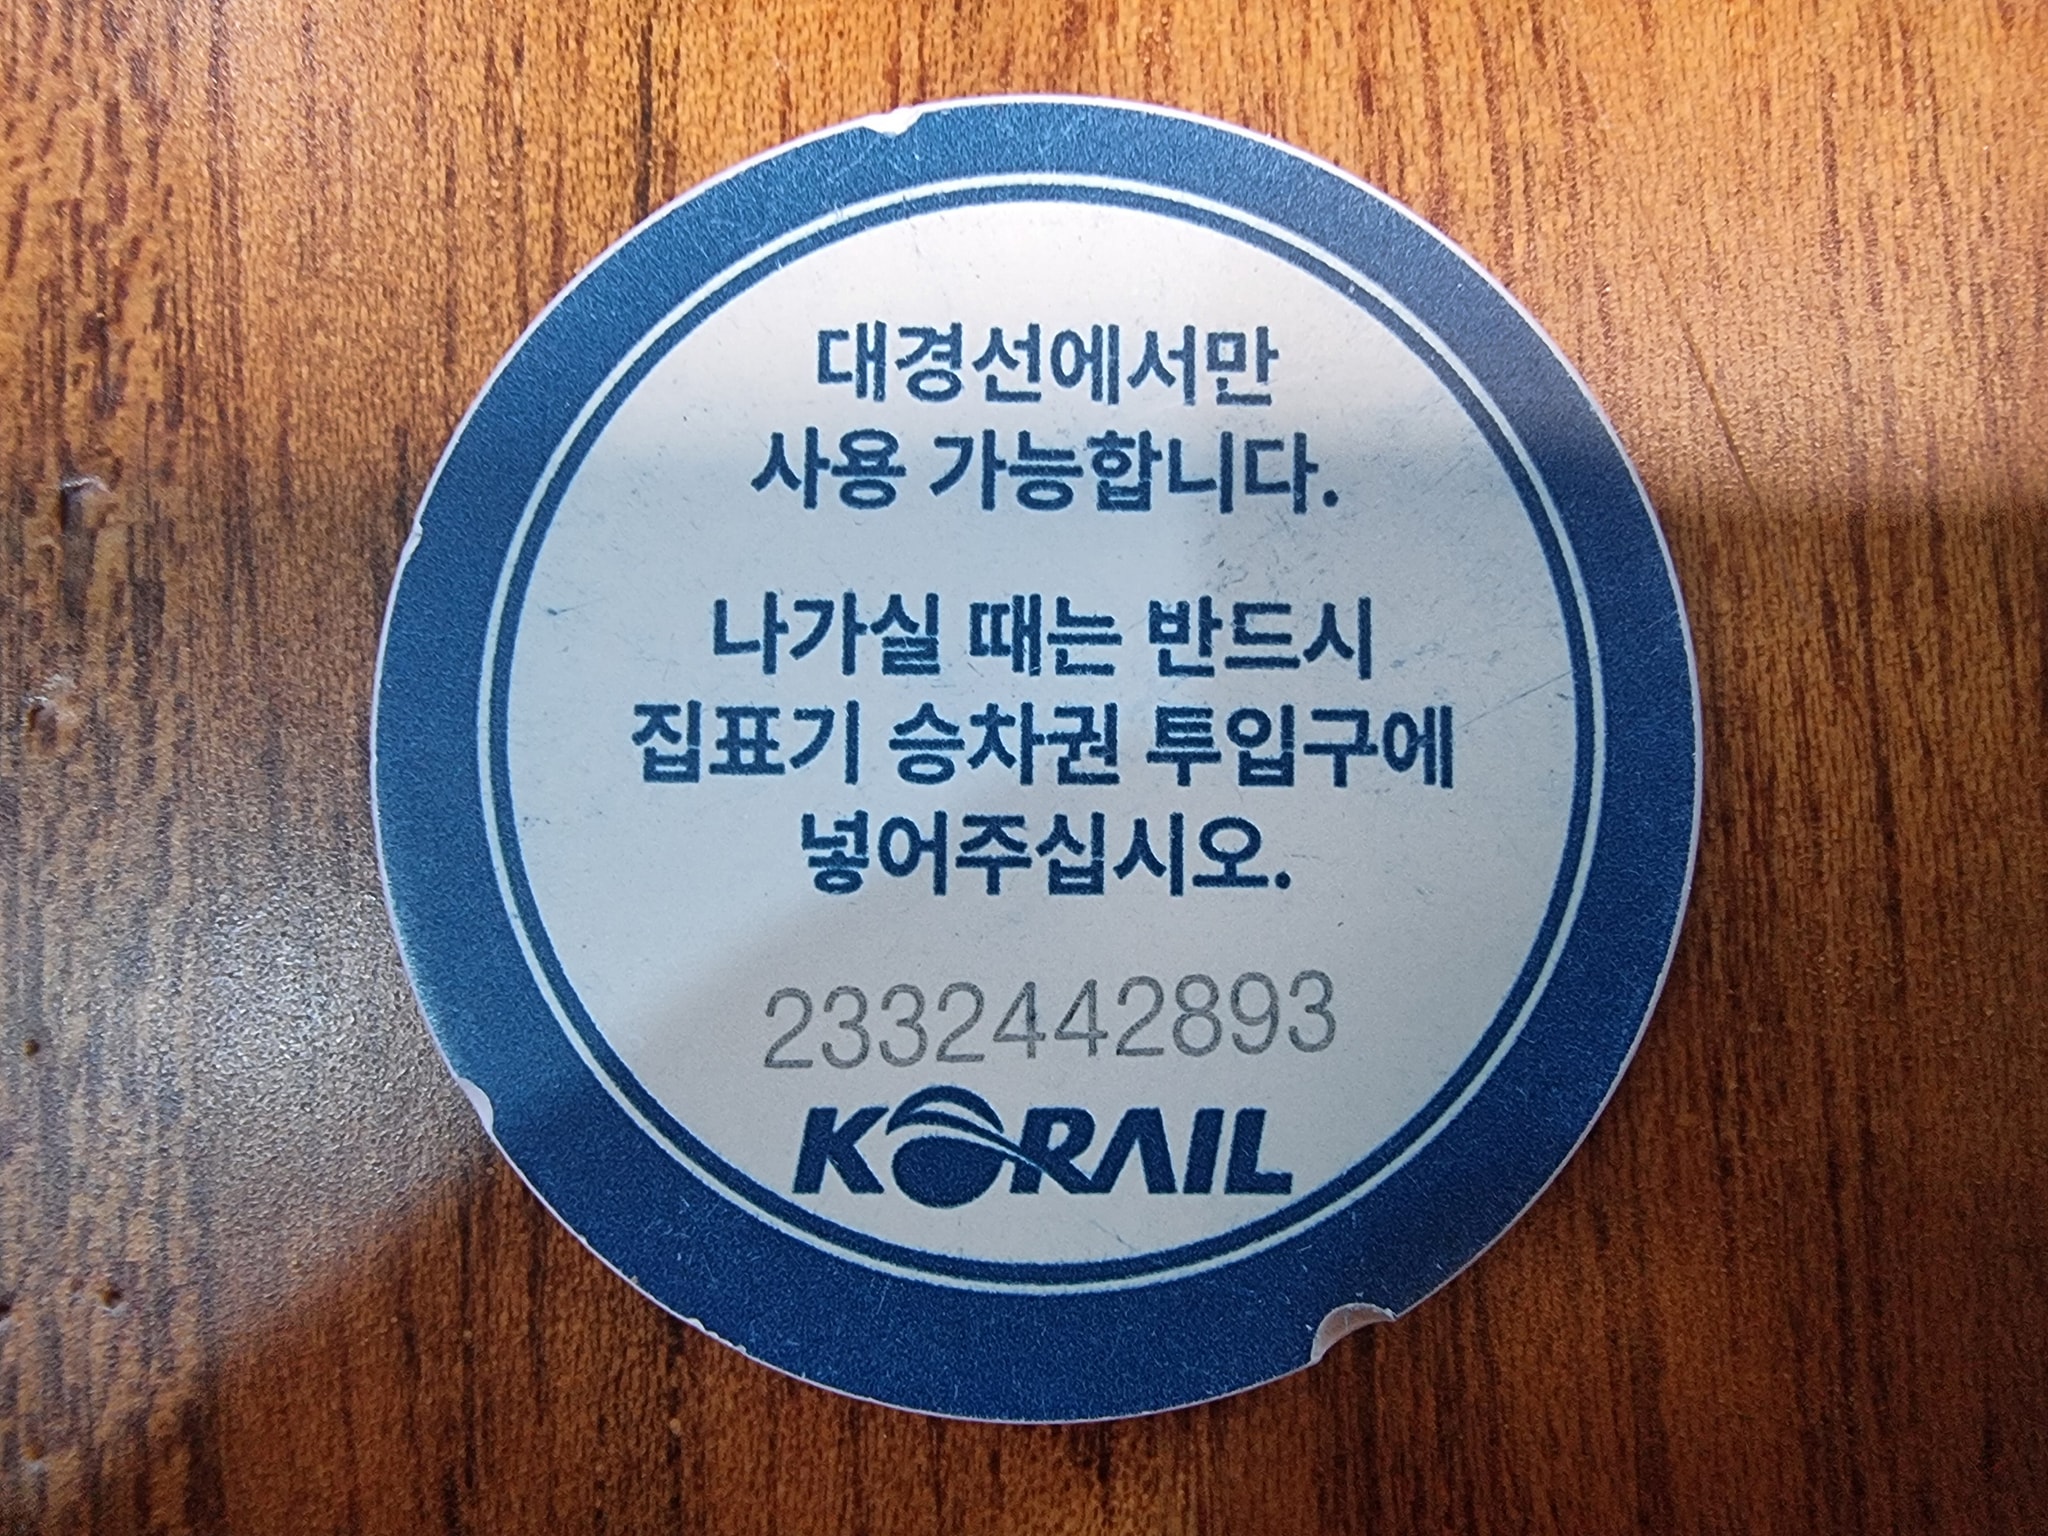 대경선에서만
사용 가능합니다.
나가실 때는 반드시
집표기 승차권 투입구에
넣어주십시오.
2332442893
KORAIL